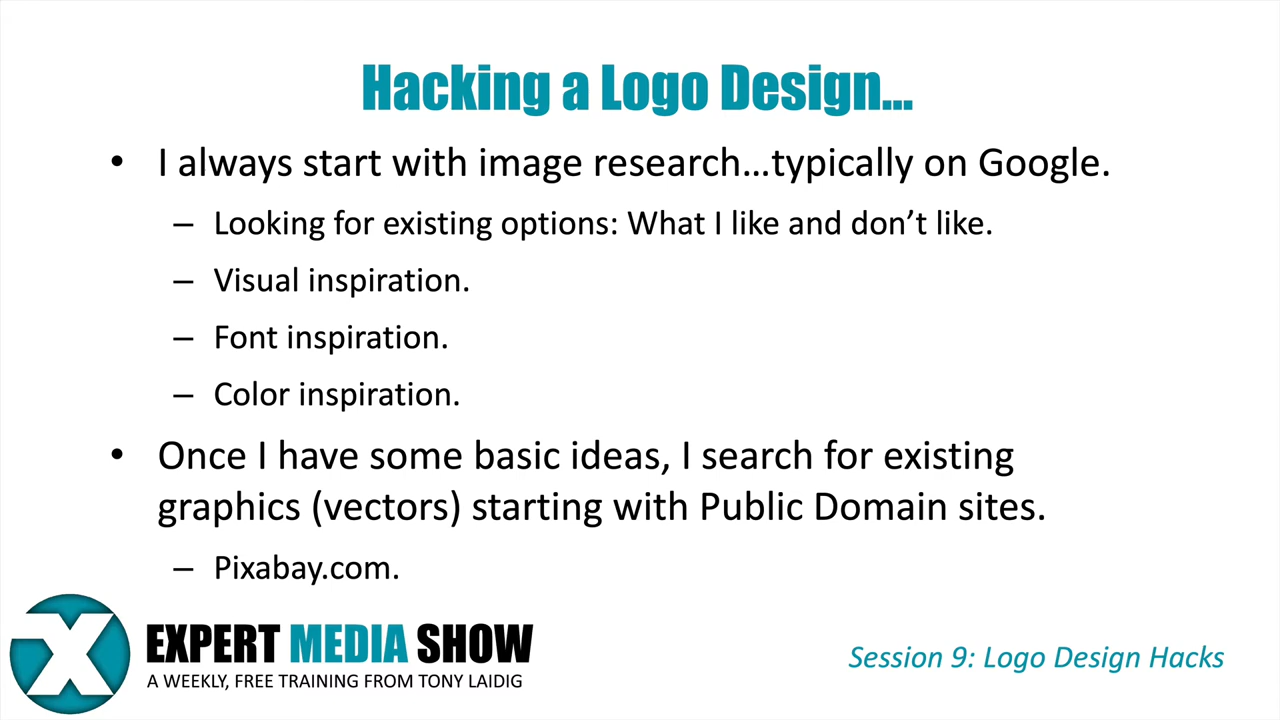 Hacking a Logo Design...
• I always start with image research...typically on Google.
– Looking for existing options: What I like and don’t like.
– Visual inspiration.
– Font inspiration.
– Color inspiration.
• Once I have some basic ideas, I search for existing
graphics (vectors) starting with Public Domain sites.
– Pixabay.com.
X
EXPERT MEDIA SHOW
A WEEKLY, FREE TRAINING FROM TONY LAIDIG
Session 9: Logo Design Hacks